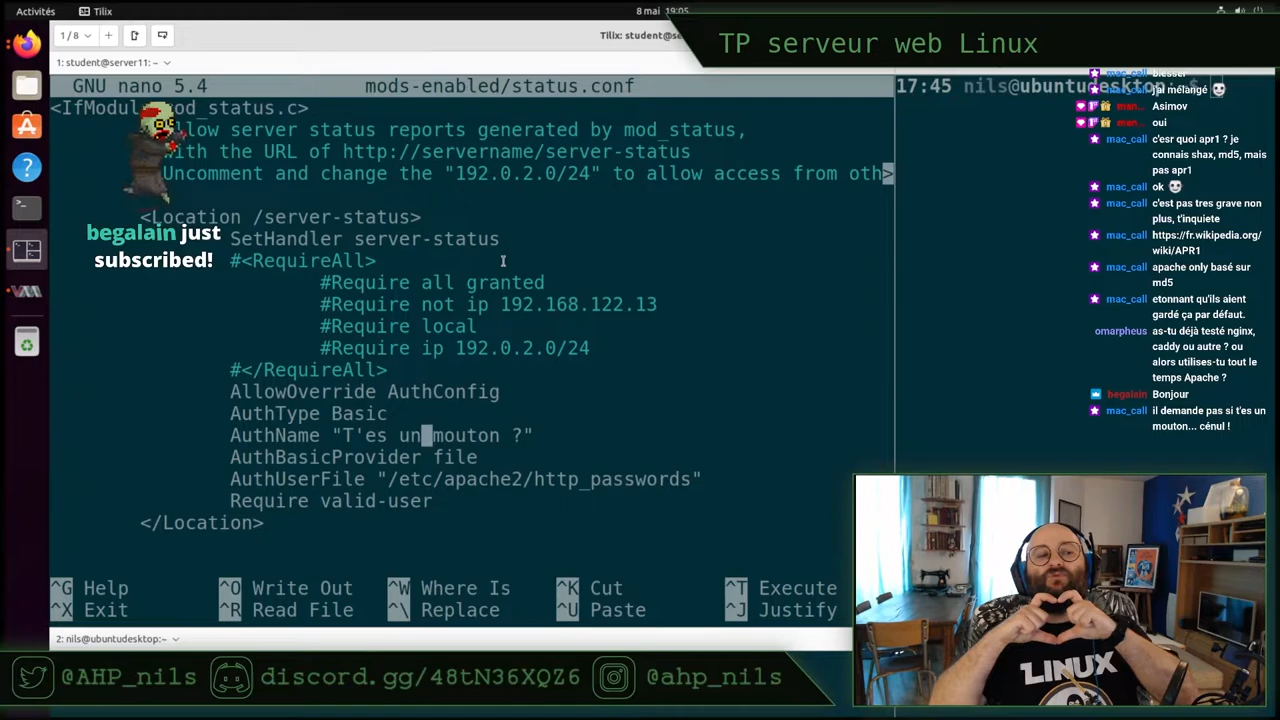 Activités
Tilix
8 mai 19:05
1/8
Tilix: student@se
TP serveur web Linux
1: student@server11: ~
GNU nano 5.4
mods-enabled/status.conf
<IfModul mod_status.c>
llow server status reports generated by mod_status,
with the URL of http://servername/server-status
Uncomment and change the "192.0.2.0/24" to allow access from oth>
<Location /server-status>
SetHandler server-status
#<RequireAll>
#Require all granted
#Require not ip 192.168.122.13
#Require local
#Require ip 192.0.2.0/24
#</RequireAll>
AllowOverride AuthConfig
AuthType Basic
AuthName "T'es un mouton ?"
AuthBasicProvider file
AuthUserFile "/etc/apache2/http_passwords"
Require valid-user
</Location>
begalain just
subscribed!
^G Help
^O Write Out
^W Where Is
^K Cut
^T Execute
^X Exit
^R Read File
^\ Replace
^U Paste
^J Justify
2: nils@ubuntudesktop:~
17:45 nils@ubuntudesktop
mac_call blesser
mac_call j'ai mélangé
man... Asimov
man... oui
mac_call c'esr quoi apr1 ? je
connais shax, md5, mais
pas apr1
mac_call ok
mac_call c'est pas tres grave non
plus, t'inquiete
mac_call https://fr.wikipedia.org/
wiki/APR1
mac_call apache only basé sur
md5
mac_call etonnant qu'ils aient
gardé ça par défaut.
omarpheus as-tu déjà testé nginx,
caddy ou autre ? ou
alors utilises-tu tout le
temps Apache ?
begalain Bonjour
mac_call il demande pas si t'es un
mouton... cénul !
LINUX
@AHP_nils
discord.gg/48tN36XQZ6
@ahp_nils